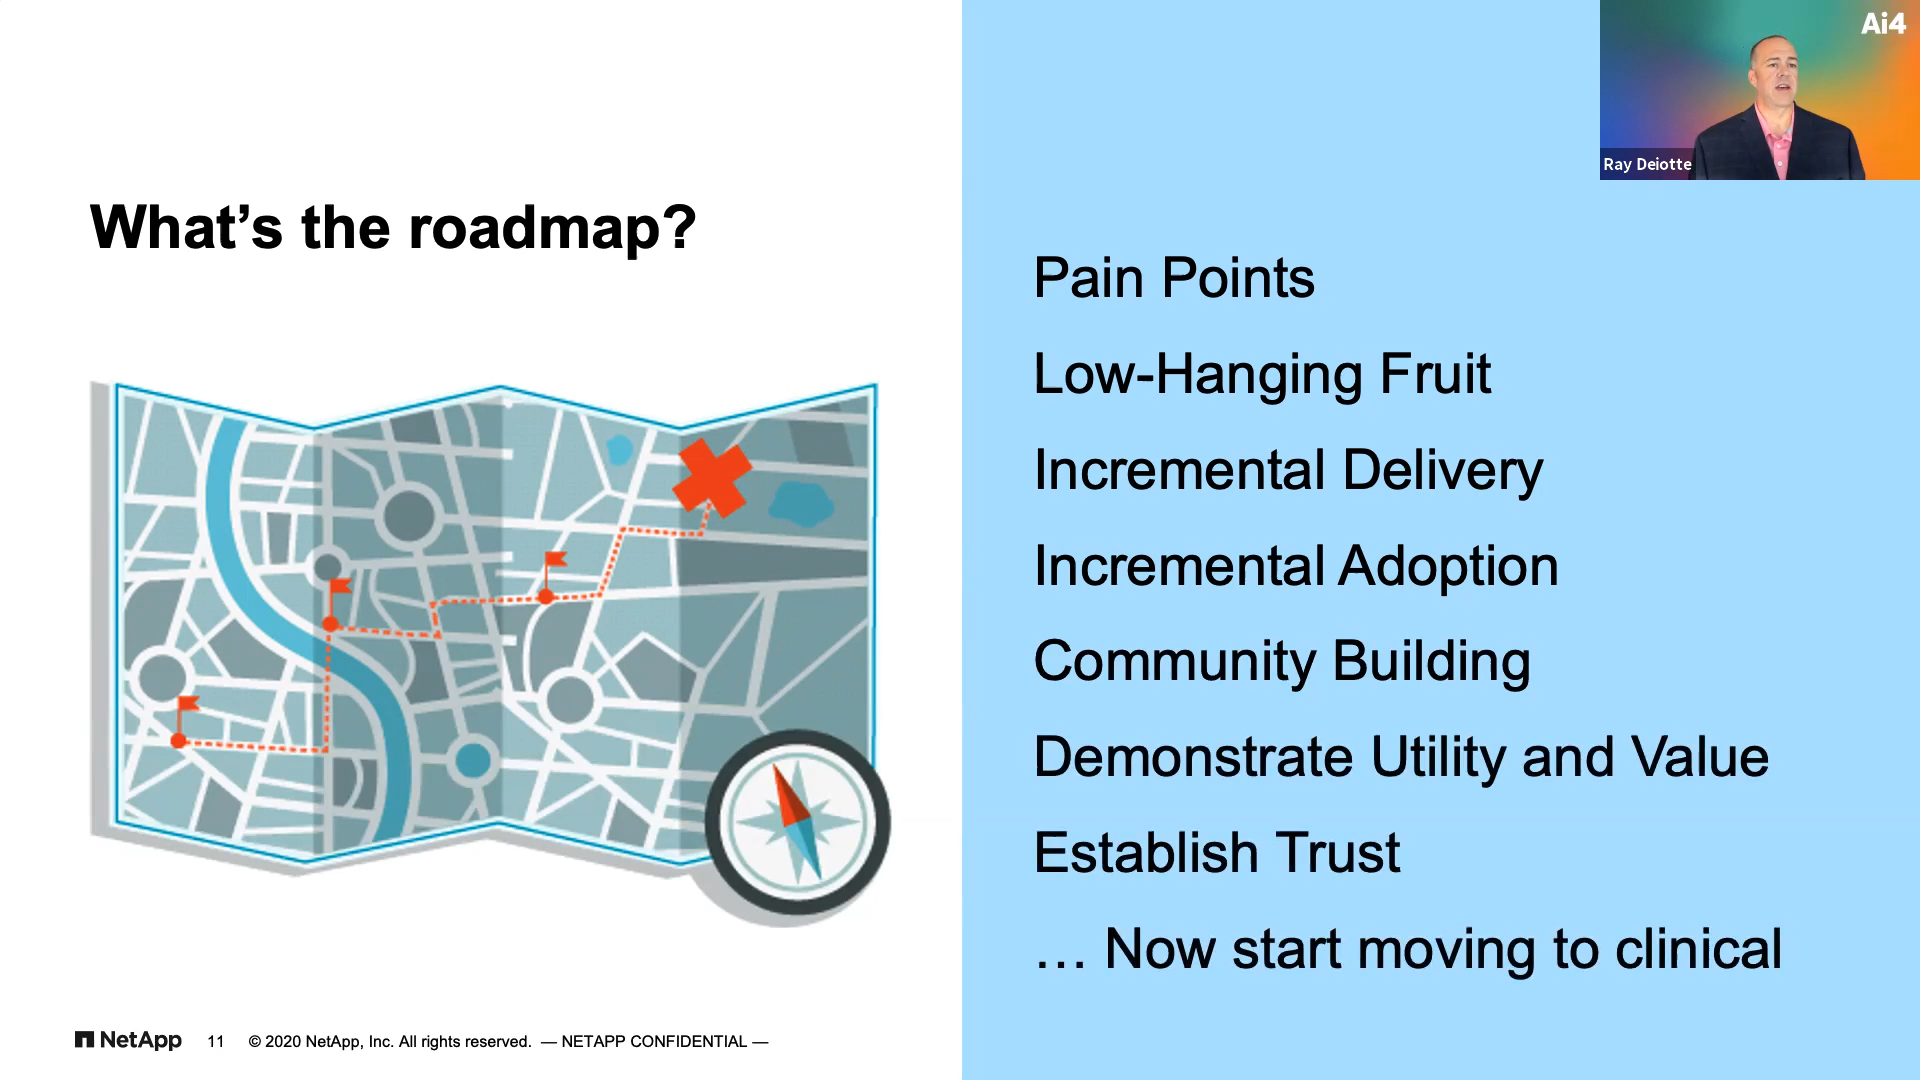 Ai4
Ray Deiotte
What’s the roadmap?
Pain Points
Low-Hanging Fruit
Incremental Delivery
Incremental Adoption
Community Building
Demonstrate Utility and Value
Establish Trust
… Now start moving to clinical
NetApp 11 © 2020 NetApp, Inc. All rights reserved. — NETAPP CONFIDENTIAL —